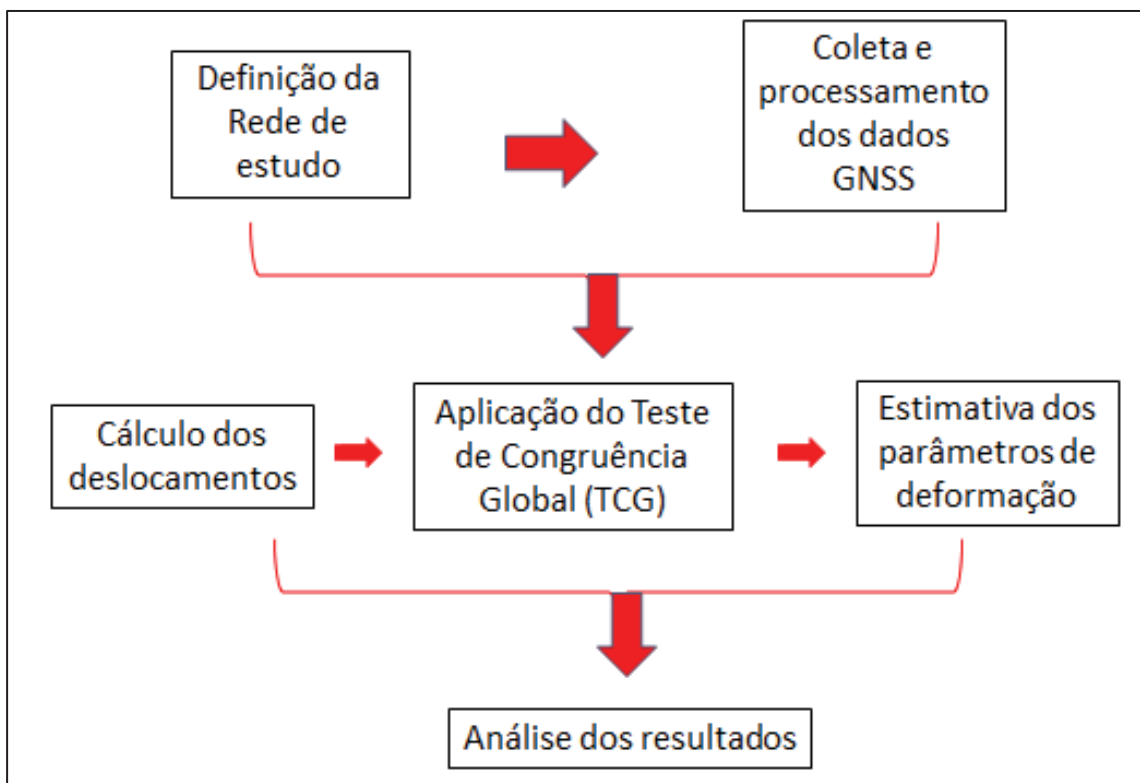 Definição da
Rede de
estudo
Coleta e
processamento
dos dados
GNSS
Cálculo dos
deslocamentos
Aplicação do Teste
de Congruência
Global (TCG)
Estimativa dos
parâmetros de
deformação
Análise dos resultados